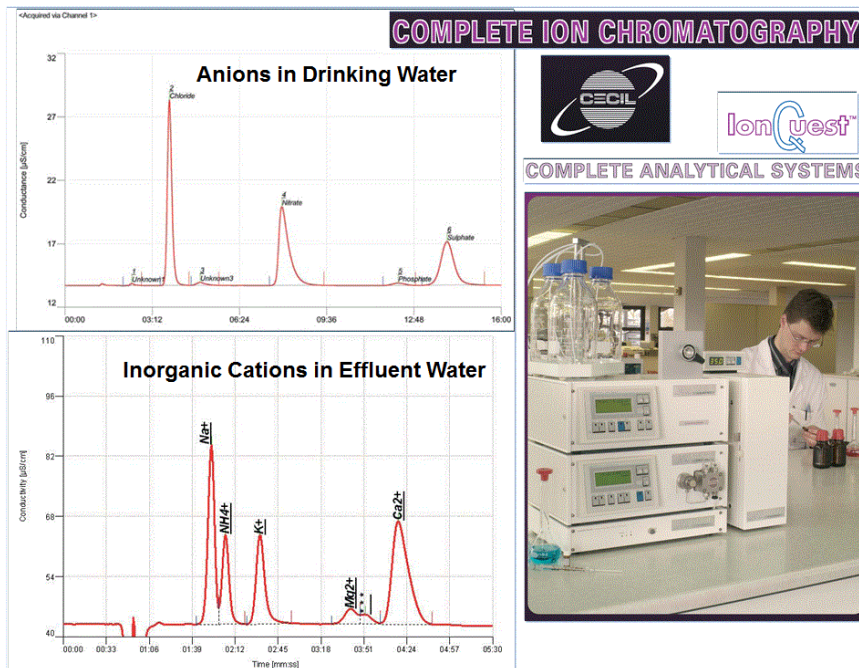 <Acquired via Channel 1>
COMPLETE ION CHROMATOGRAPHY
Anions in Drinking Water
CECIL
IonQuest™
COMPLETE ANALYTICAL SYSTEMS
Conductance [µS/cm]
32
27
22
17
12
1
Unknown1
2
Chloride
3
Unknown3
4
Nitrate
5
Phosphate
6
Sulphate
00:00 03:12 06:24 09:36 12:48 16:00
Inorganic Cations in Effluent Water
Conductivity [µS/cm]
110
96
82
68
54
40
Na+
NH4+
K+
Mg2+
Ca2+
00:00 00:33 01:06 01:39 02:12 02:45 03:18 03:51 04:24 04:57 05:30
Time [mm:ss]
350